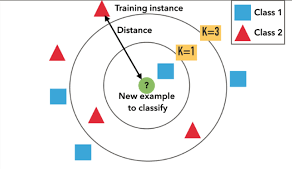 Training instance
Class 1
Class 2
Distance
K=3
K=1
?
New example
to classify